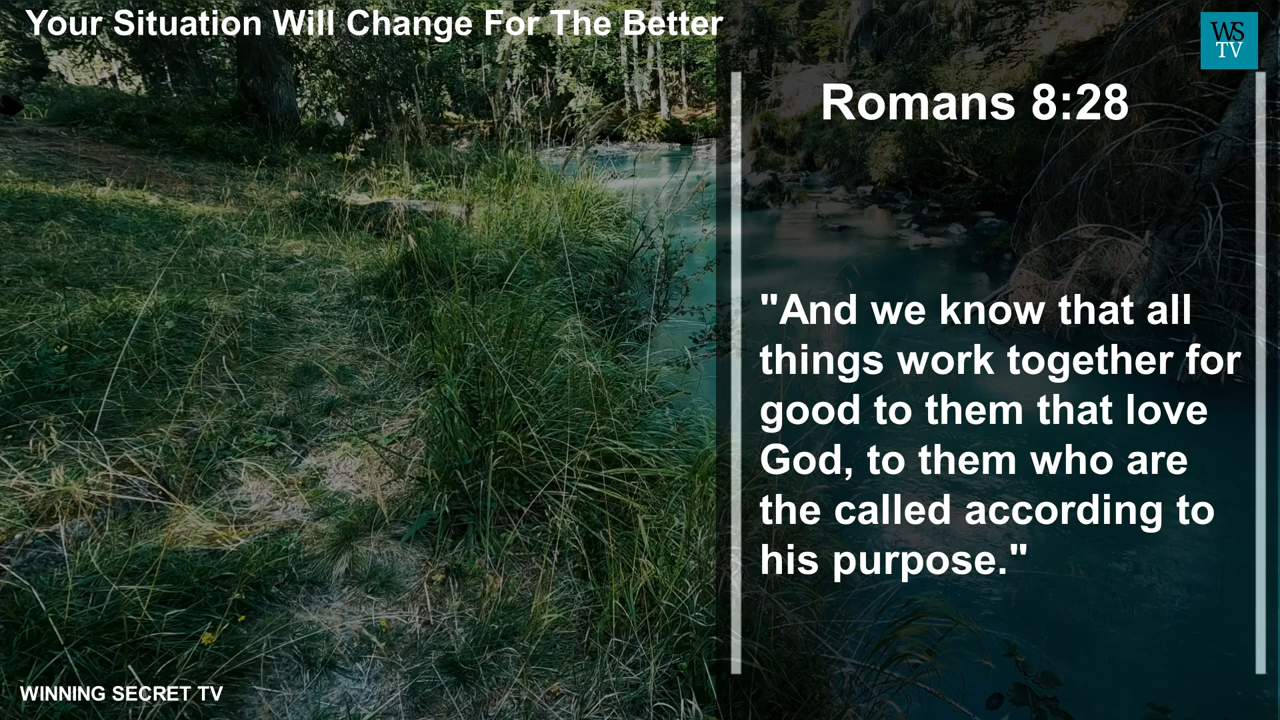 Your Situation Will Change For The Better
WS
TV
Romans 8:28
"And we know that all
things work together for
good to them that love
God, to them who are
the called according to
his purpose."
WINNING SECRET TV